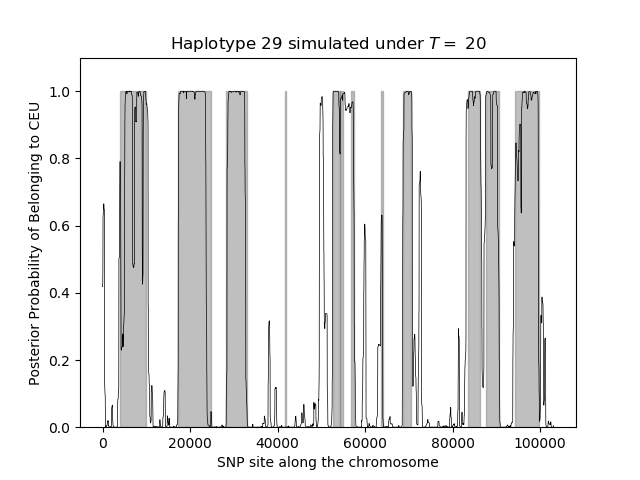 Haplotype 29 simulated under T = 20
Posterior Probability of Belonging to CEU
1.0
0.8
0.6
0.4
0.2
0.0
0 20000 40000 60000 80000 100000
SNP site along the chromosome